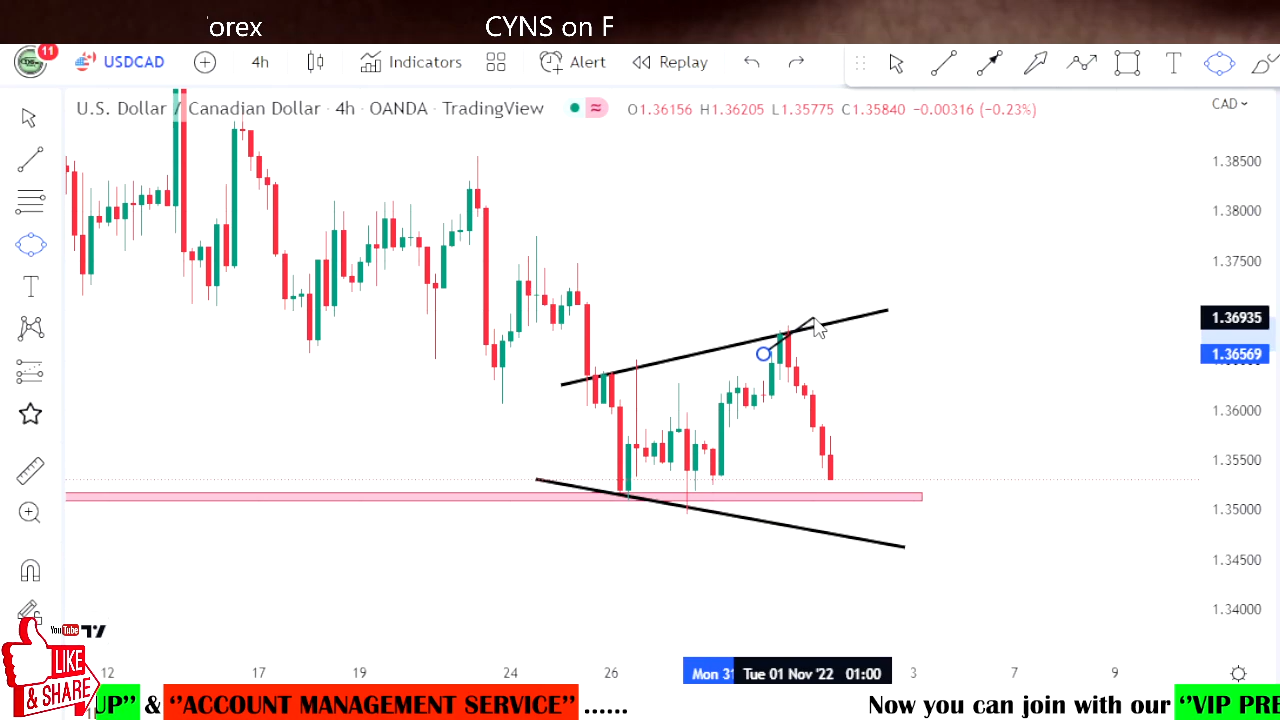 orex CYNS on F
11 USDCAD 4h Indicators Alert Replay
U.S. Dollar / Canadian Dollar · 4h · OANDA · TradingView O1.36156 H1.36205 L1.35775 C1.35840 −0.00316 (−0.23%) CAD
1.38500
1.38000
1.37500
1.36935
1.36569
1.36000
1.35500
1.35000
1.34500
1.34000
YouTube
LIKE
& SHARE
12 17 19 24 26 Mon 31 Tue 01 Nov '22 01:00 3 7 9
UP" & "ACCOUNT MANAGEMENT SERVICE" ...... Now you can join with our "VIP PRE